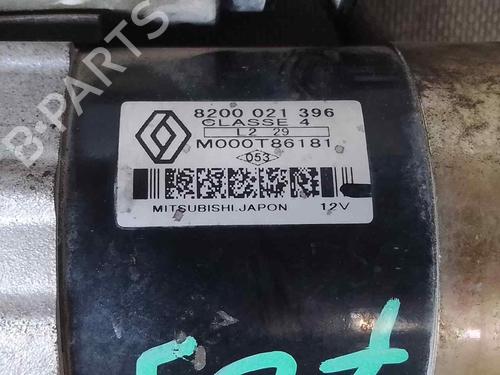 B-PARTS
8200 021 396
CLASSE 4
L2 29
M000T86181
053
MITSUBISHI.JAPON 12V